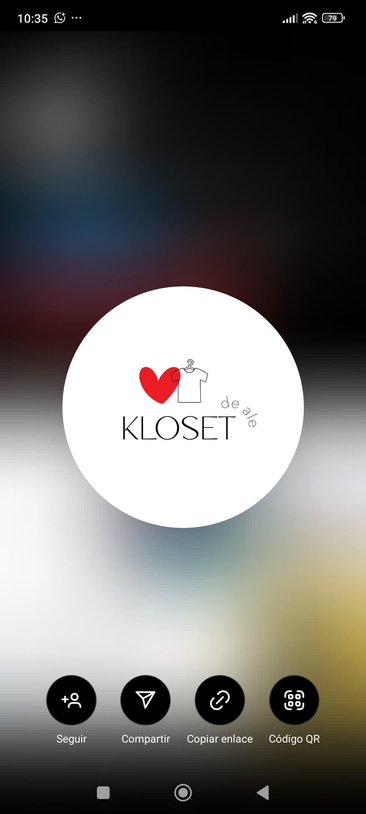 10:35
79
de ale
KLOSET
Seguir
Compartir
Copiar enlace
Código QR